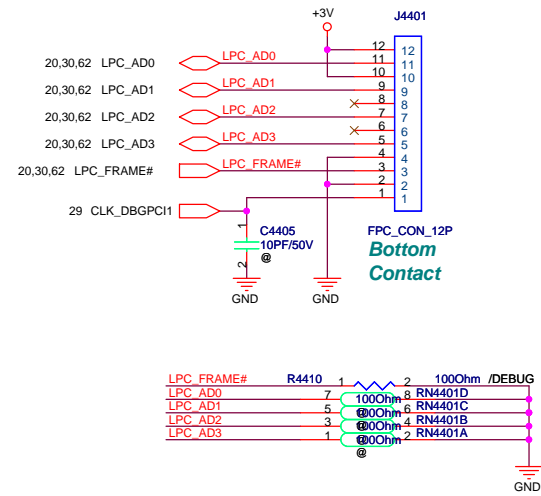 +3V
J4401
12 12
20,30,62 LPC_AD0 LPC_AD0 11 11
10 10
20,30,62 LPC_AD1 LPC_AD1 9 9
8 8
20,30,62 LPC_AD2 LPC_AD2 7 7
6 6
20,30,62 LPC_AD3 LPC_AD3 5 5
4 4
20,30,62 LPC_FRAME# LPC_FRAME# 3 3
2 2
1 1
29 CLK_DBGPCI1
1
C4405
10PF/50V
@
2
GND
GND
FPC_CON_12P
Bottom
Contact
LPC_FRAME# R4410 1 2 100Ohm /DEBUG
LPC_AD0 7 100Ohm 8 RN4401D
LPC_AD1 5 @ 00Ohm 6 RN4401C
LPC_AD2 3 @ 00Ohm 4 RN4401B
LPC_AD3 1 @ 00Ohm 2 RN4401A
@
GND